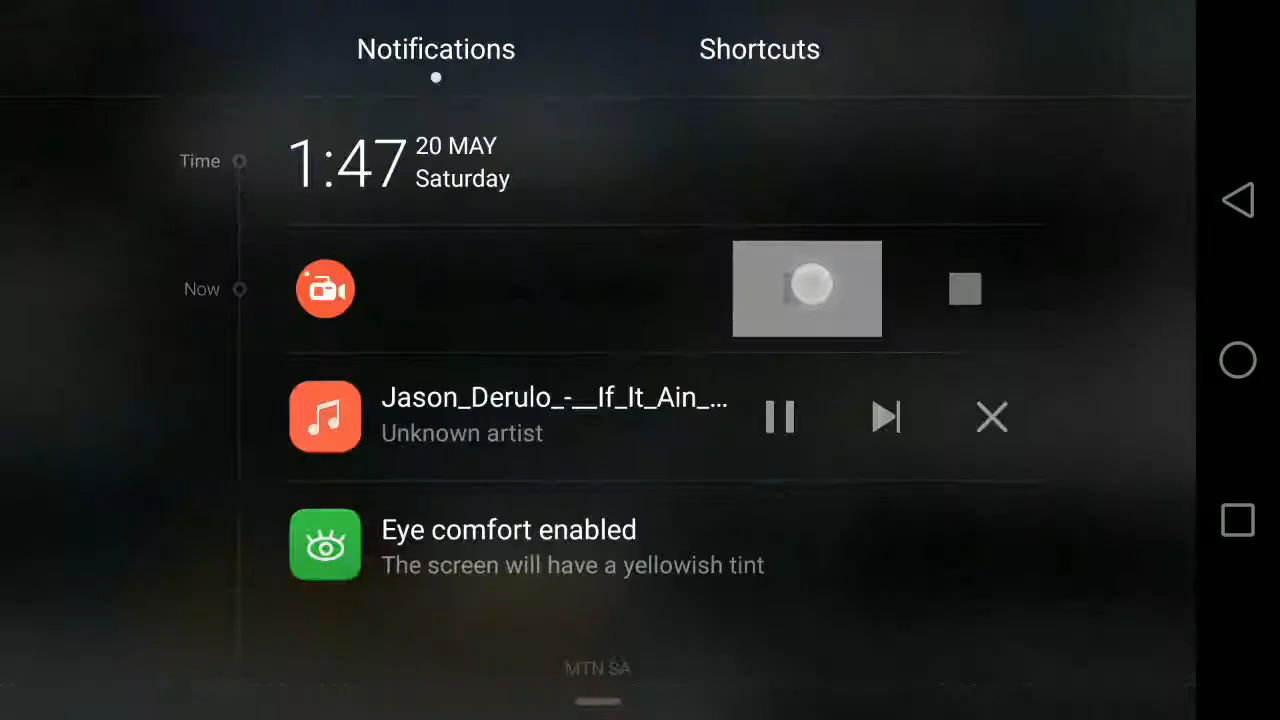 Notifications
Shortcuts
Time
1:47
20 MAY
Saturday
Now
Jason_Derulo_-__If_It_Ain_...
Unknown artist
Eye comfort enabled
The screen will have a yellowish tint
MTN SA